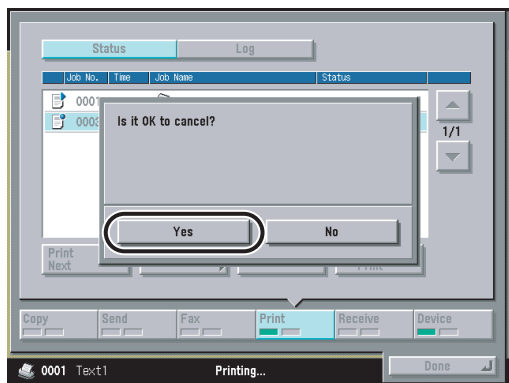 Status Log
Job No. Time Job Name Status
0001
0003
Is it OK to cancel?
1/1
Yes No
Print
Next
Print
Copy Send Fax Print Receive Device
0001 Text1 Printing... Done